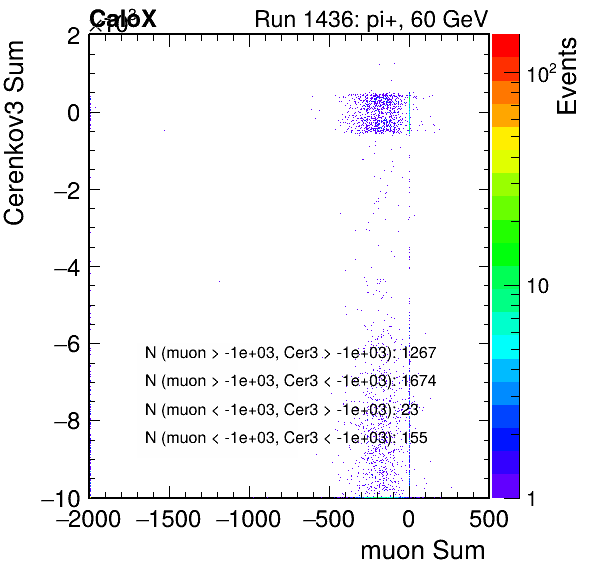 CaloX Run 1436: pi+, 60 GeV
×10³
Cerenkov3 Sum
Events
2
0
−2
−4
−6
−8
−10
10²
10
1
N (muon > -1e+03, Cer3 > -1e+03): 1267
N (muon > -1e+03, Cer3 < -1e+03): 1674
N (muon < -1e+03, Cer3 > -1e+03): 23
N (muon < -1e+03, Cer3 < -1e+03): 155
−2000 −1500 −1000 −500 0 500
muon Sum